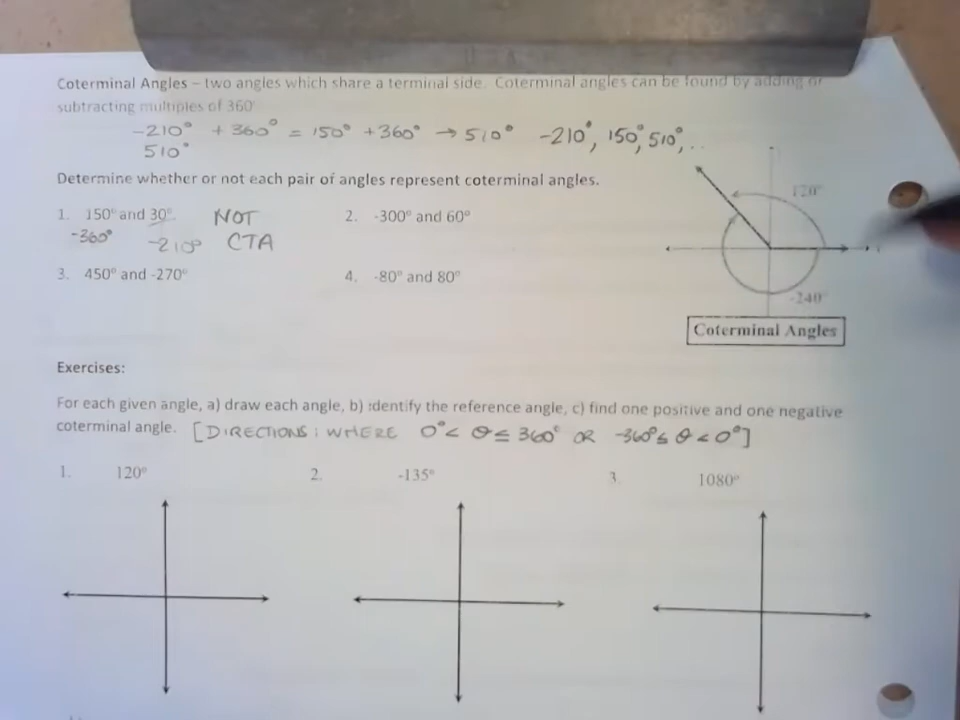 Coterminal Angles – two angles which share a terminal side. Coterminal angles can be found by adding or
subtracting multiples of 360°
-210° + 360° = 150° + 360° → 510° -210°, 150°, 510°, ..
510°
Determine whether or not each pair of angles represent coterminal angles.
1. 150° and 30° NOT
-360° -210° CTA
2. -300° and 60°
3. 450° and -270°
4. -80° and 80°
120°
-240°
Coterminal Angles
Exercises:
For each given angle, a) draw each angle, b) identify the reference angle, c) find one positive and one negative
coterminal angle. [DIRECTIONS: WHERE 0° < θ ≤ 360° OR -360° ≤ θ < 0°]
1. 120°
2. -135°
3. 1080°